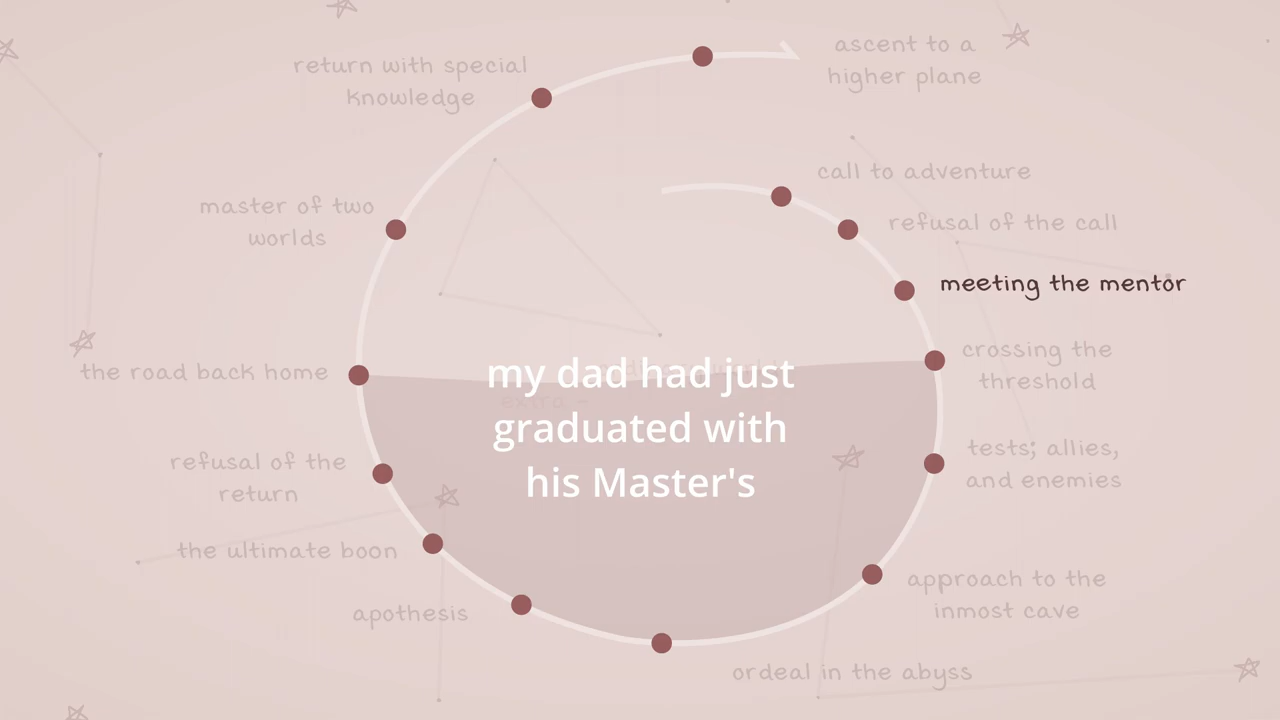 ascent to a
higher plane
return with special
knowledge
call to adventure
master of two
worlds
refusal of the call
meeting the mentor
crossing the
threshold
the road back home
my dad had just
graduated with
his Master's
extra -
tests; allies,
and enemies
refusal of the
return
the ultimate boon
approach to the
inmost cave
apothesis
ordeal in the abyss